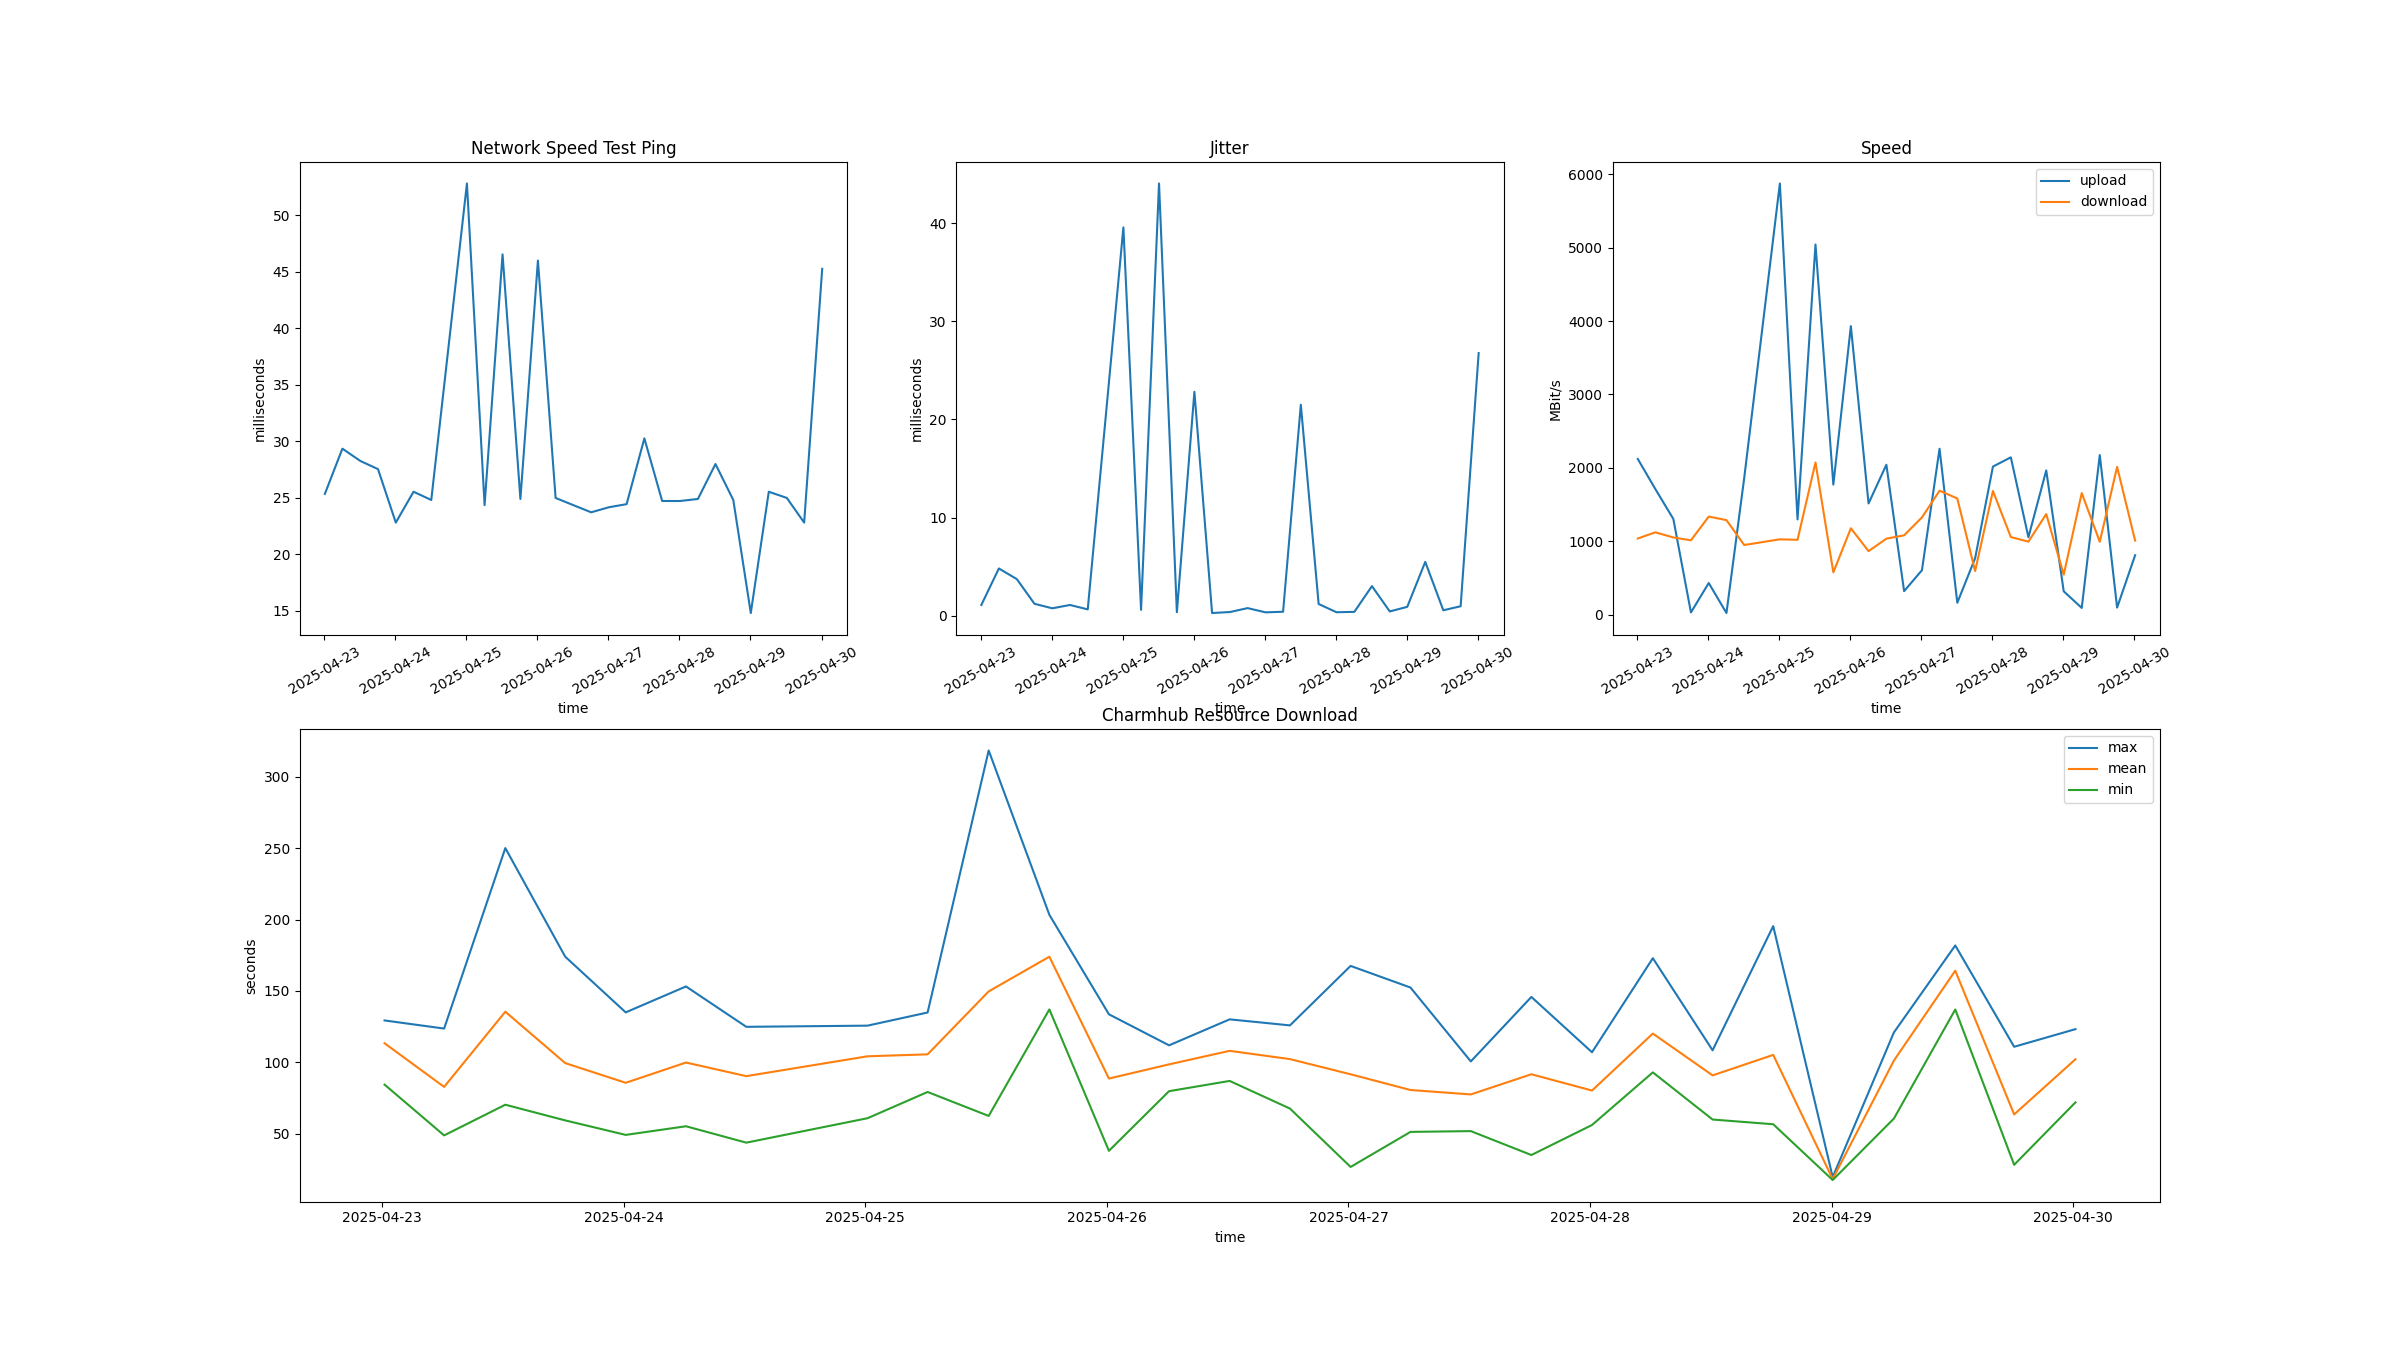 Network Speed Test Ping
50
45
40
35
30
25
20
15
milliseconds
2025-04-23 2025-04-24 2025-04-25 2025-04-26 2025-04-27 2025-04-28 2025-04-29 2025-04-30
time
Jitter
40
30
20
10
0
milliseconds
2025-04-23 2025-04-24 2025-04-25 2025-04-26 2025-04-27 2025-04-28 2025-04-29 2025-04-30
time
Speed
upload
download
6000
5000
4000
3000
2000
1000
0
MBit/s
2025-04-23 2025-04-24 2025-04-25 2025-04-26 2025-04-27 2025-04-28 2025-04-29 2025-04-30
time
Charmhub Resource Download
max
mean
min
300
250
200
150
100
50
seconds
2025-04-23 2025-04-24 2025-04-25 2025-04-26 2025-04-27 2025-04-28 2025-04-29 2025-04-30
time